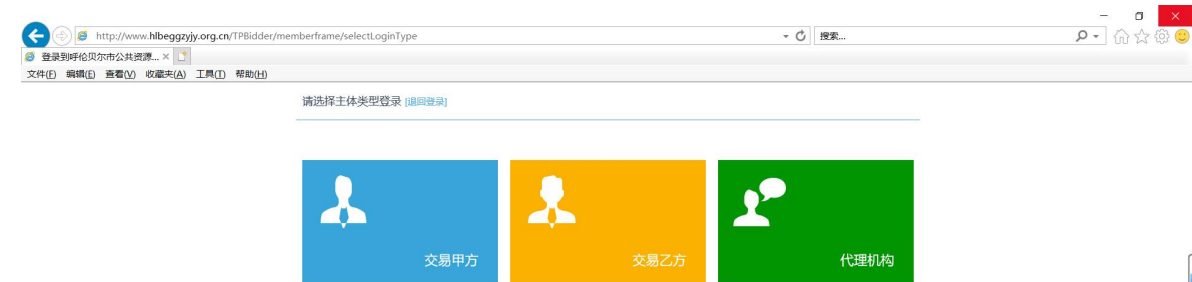 http://www.hlbeggzyjy.org.cn/TPBidder/memberframe/selectLoginType
搜索...
登录到呼伦贝尔市公共资源...
文件(F) 编辑(E) 查看(V) 收藏夹(A) 工具(T) 帮助(H)
请选择主体类型登录 [退回登录]
交易甲方 交易乙方 代理机构